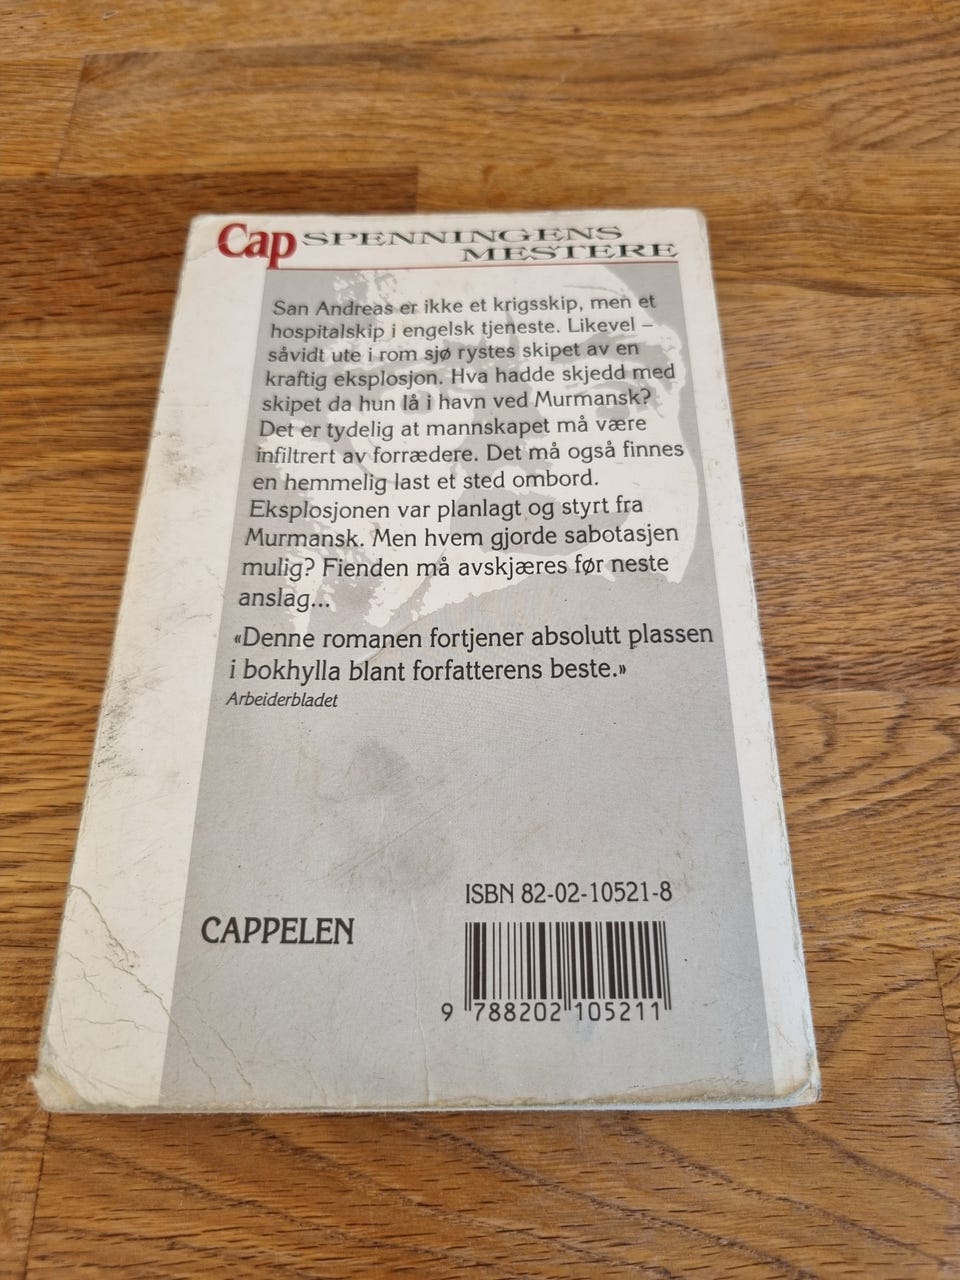 Cap SPENNINGENS
MESTERE
San Andreas er ikke et krigsskip, men et
hospitalskip i engelsk tjeneste. Likevel –
såvidt ute i rom sjø rystes skipet av en
kraftig eksplosjon. Hva hadde skjedd med
skipet da hun lå i havn ved Murmansk?
Det er tydelig at mannskapet må være
infiltrert av forrædere. Det må også finnes
en hemmelig last et sted ombord.
Eksplosjonen var planlagt og styrt fra
Murmansk. Men hvem gjorde sabotasjen
mulig? Fienden må avskjæres før neste
anslag...
«Denne romanen fortjener absolutt plassen
i bokhylla blant forfatterens beste.»
Arbeiderbladet
ISBN 82-02-10521-8
CAPPELEN
9 788202 105211